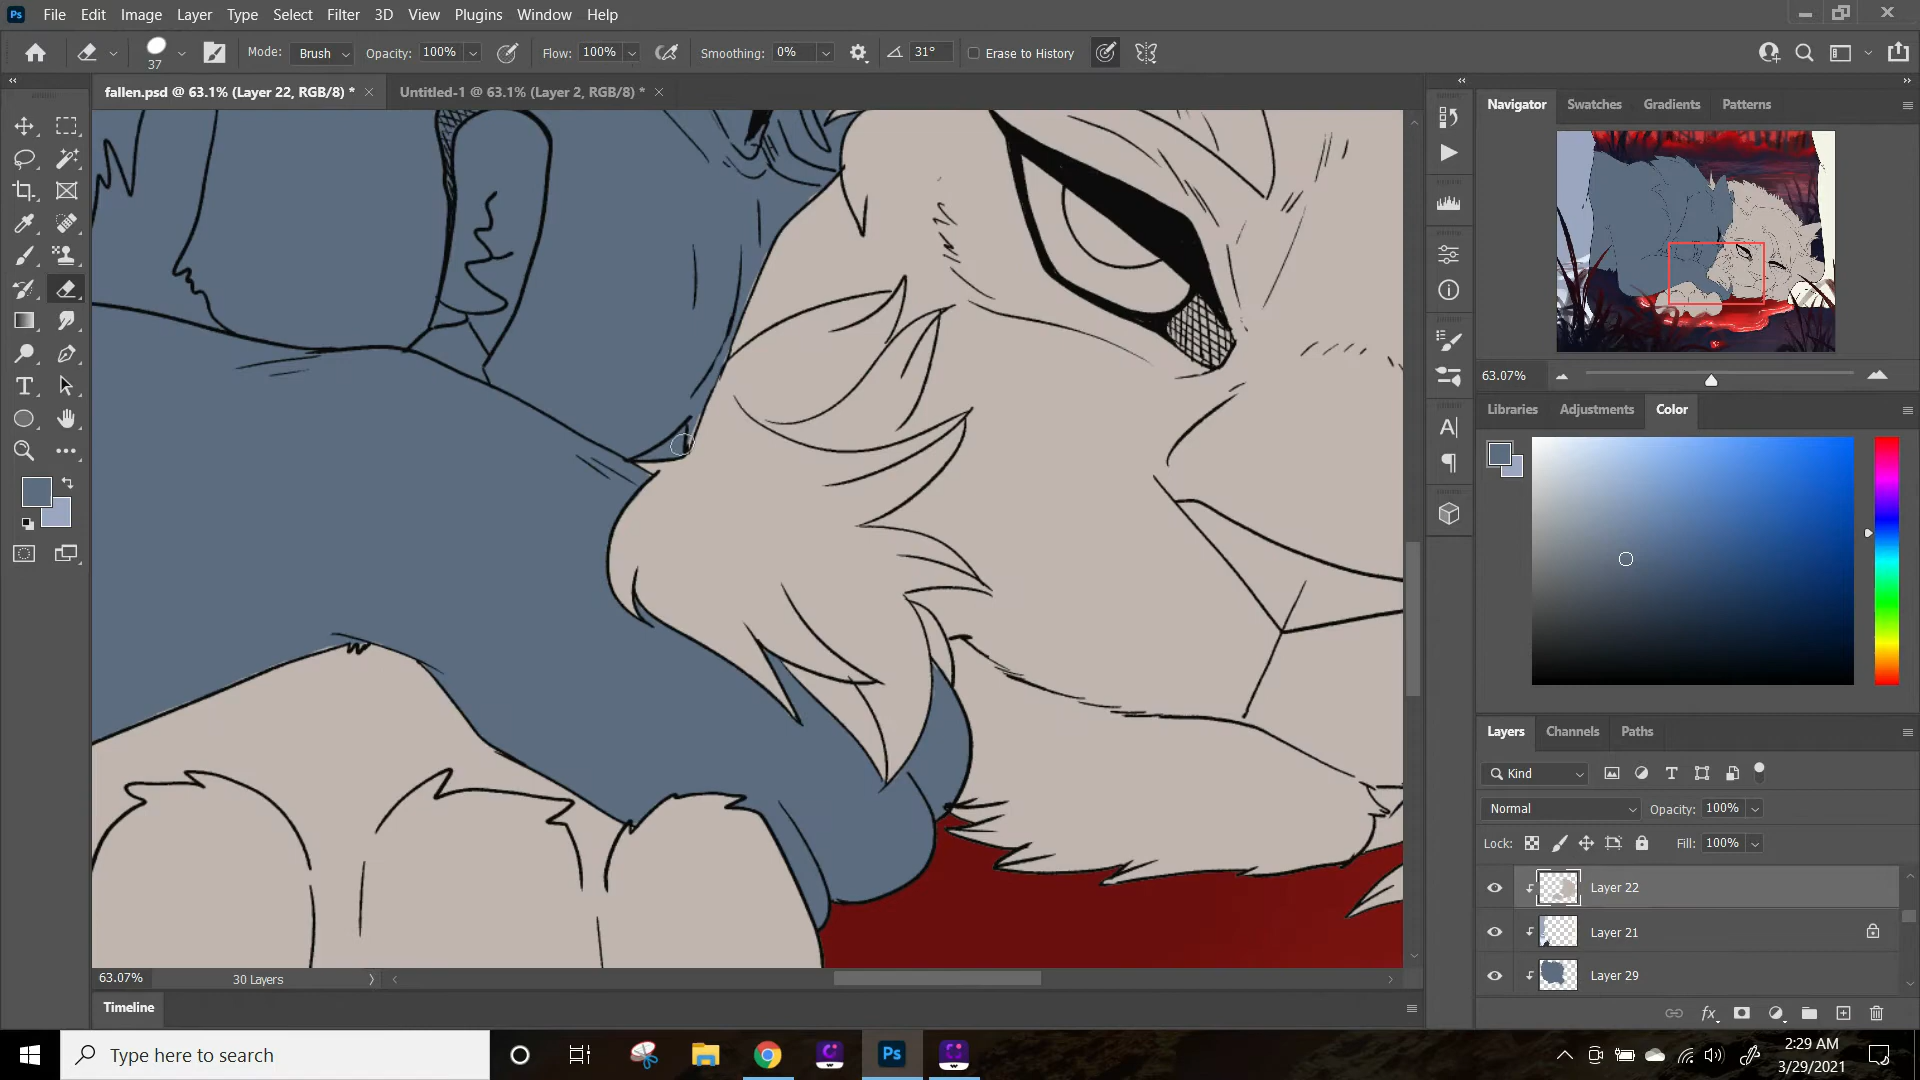 Ps File Edit Image Layer Type Select Filter 3D View Plugins Window Help
37 Mode: Brush Opacity: 100% Flow: 100% Smoothing: 0% 31° Erase to History
fallen.psd @ 63.1% (Layer 22, RGB/8) * Untitled-1 @ 63.1% (Layer 2, RGB/8) *
Navigator Swatches Gradients Patterns
63.07%
Libraries Adjustments Color
Layers Channels Paths
Kind
Normal Opacity: 100%
Lock: Fill: 100%
Layer 22
Layer 21
Layer 29
63.07% 30 Layers
Timeline
Type here to search Ps 2:29 AM
3/29/2021